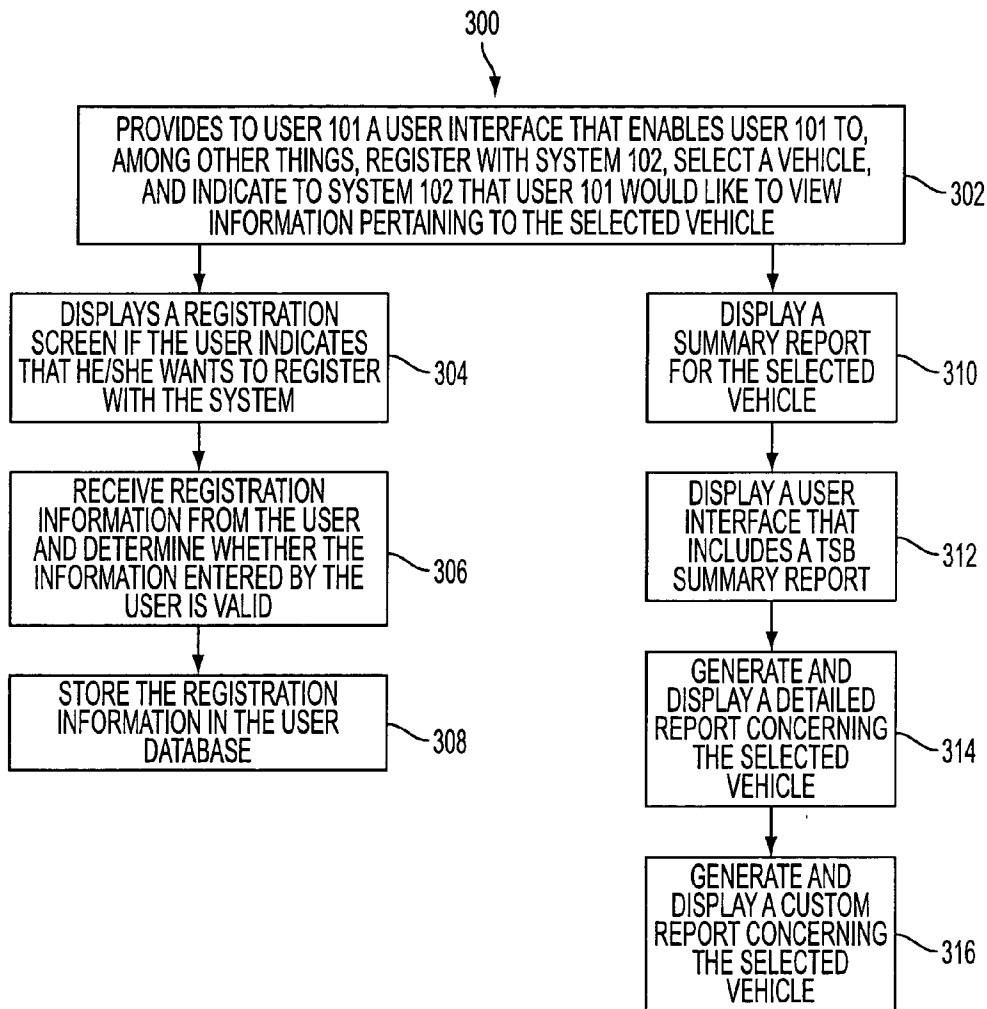 300
PROVIDES TO USER 101 A USER INTERFACE THAT ENABLES USER 101 TO,
AMONG OTHER THINGS, REGISTER WITH SYSTEM 102, SELECT A VEHICLE,
AND INDICATE TO SYSTEM 102 THAT USER 101 WOULD LIKE TO VIEW
INFORMATION PERTAINING TO THE SELECTED VEHICLE
302
DISPLAYS A REGISTRATION
SCREEN IF THE USER INDICATES
THAT HE/SHE WANTS TO REGISTER
WITH THE SYSTEM
304
RECEIVE REGISTRATION
INFORMATION FROM THE USER
AND DETERMINE WHETHER THE
INFORMATION ENTERED BY THE
USER IS VALID
306
STORE THE REGISTRATION
INFORMATION IN THE USER
DATABASE
308
DISPLAY A
SUMMARY REPORT
FOR THE SELECTED
VEHICLE
310
DISPLAY A USER
INTERFACE THAT
INCLUDES A TSB
SUMMARY REPORT
312
GENERATE AND
DISPLAY A DETAILED
REPORT CONCERNING
THE SELECTED
VEHICLE
314
GENERATE AND
DISPLAY A CUSTOM
REPORT CONCERNING
THE SELECTED
VEHICLE
316